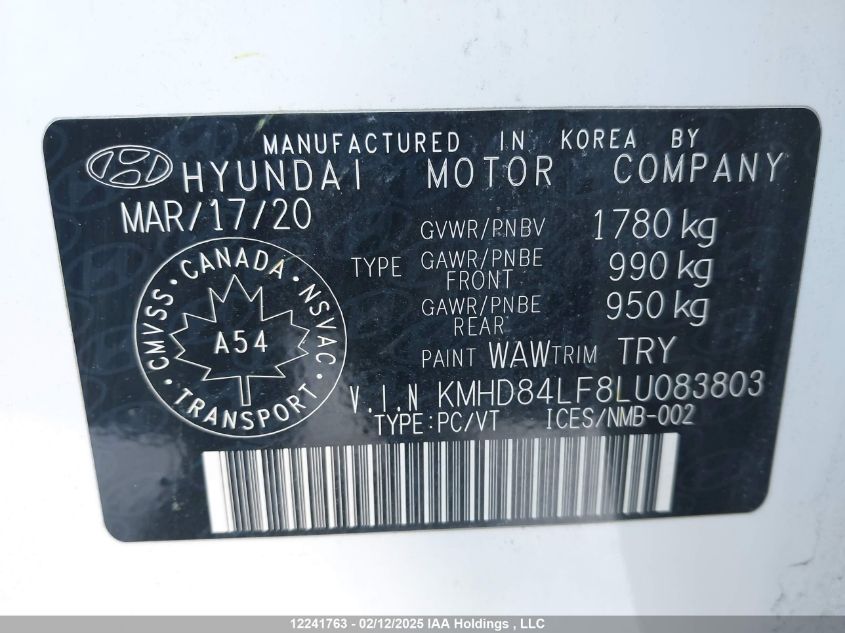 MANUFACTURED IN KOREA BY
HYUNDAI MOTOR COMPANY
MAR/17/20
GVWR/PNBV 1780 kg
TYPE GAWR/PNBE FRONT 990 kg
GAWR/PNBE REAR 950 kg
PAINT WAW TRIM TRY
CMVSS • CANADA • NSVAC • TRANSPORT •
A54
V.I.N KMHD84LF8LU083803
TYPE:PC/VT ICES/NMB-002
12241763 - 02/12/2025 IAA Holdings , LLC